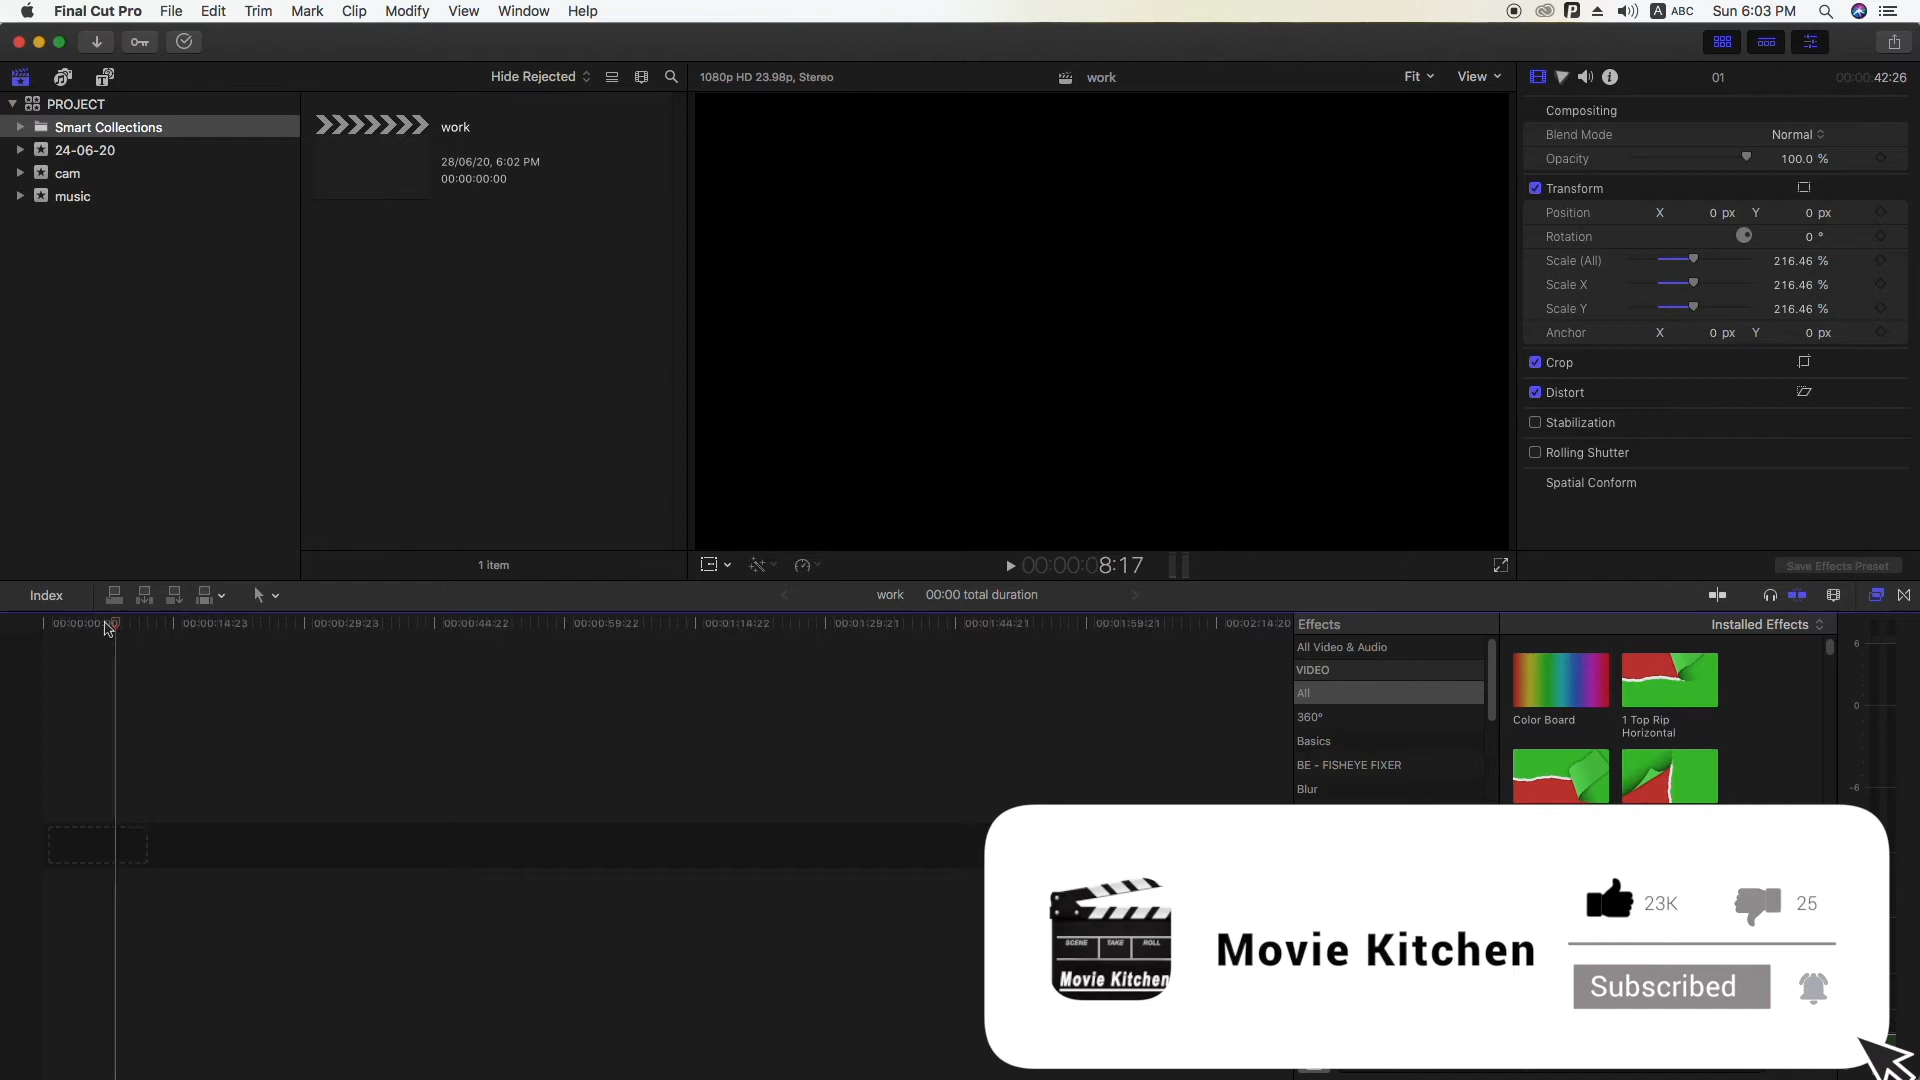 Final Cut Pro File Edit Trim Mark Clip Modify View Window Help
A ABC Sun 6:03 PM
Hide Rejected
1080p HD 23.98p, Stereo
work
Fit View
01
00:00:00:42:26
PROJECT
Smart Collections
24-06-20
cam
music
work
28/06/20, 6:02 PM
00:00:00:00
1 item
Compositing
Blend Mode Normal
Opacity 100.0 %
Transform
Position X 0 px Y 0 px
Rotation 0 °
Scale (All) 216.46 %
Scale X 216.46 %
Scale Y 216.46 %
Anchor X 0 px Y 0 px
Crop
Distort
Stabilization
Rolling Shutter
Spatial Conform
Save Effects Preset
00:00:08:17
Index
work 00:00 total duration
00:00:14:23 00:00:29:23 00:00:44:22 00:00:59:22 00:01:14:22 00:01:29:21 00:01:44:21 00:01:59:21 00:02:14:20
Effects
Installed Effects
All Video & Audio
VIDEO
All
360°
Basics
BE - FISHEYE FIXER
Blur
Color Board
1 Top Rip
Horizontal
6
0
-6
SCENE TAKE ROLL
Movie Kitchen
Movie Kitchen
23K 25
Subscribed